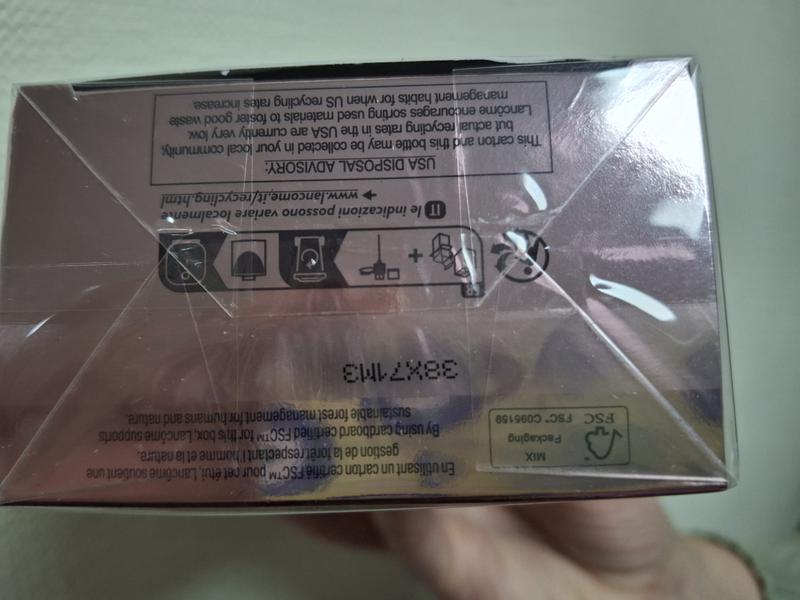 En utilisant un carton certifié FSC™ pour cet étui, Lancôme soutient
gestion de la forêt respectant l'homme et la nature.
By using cardboard certified FSC™ for this box, Lancôme supports
sustainable forest management for humans and nature.
MIX
Packaging
FSC FSC™ C095159
38X71M3
IT le indicazioni possono variare localmente
➔ www.lancome.it/recycling.html
USA DISPOSAL ADVISORY:
This carton and this bottle may be collected in your local community,
but actual recycling rates in the USA are currently very low.
Lancôme encourages sorting used materials to foster good waste
management habits for when US recycling rates increase.